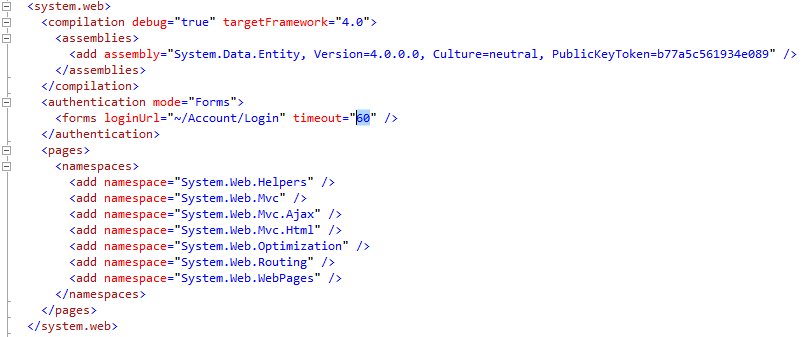 <system.web>
<compilation debug="true" targetFramework="4.0">
<assemblies>
<add assembly="System.Data.Entity, Version=4.0.0.0, Culture=neutral, PublicKeyToken=b77a5c561934e089" />
</assemblies>
</compilation>
<authentication mode="Forms">
<forms loginUrl="~/Account/Login" timeout="60" />
</authentication>
<pages>
<namespaces>
<add namespace="System.Web.Helpers" />
<add namespace="System.Web.Mvc" />
<add namespace="System.Web.Mvc.Ajax" />
<add namespace="System.Web.Mvc.Html" />
<add namespace="System.Web.Optimization" />
<add namespace="System.Web.Routing" />
<add namespace="System.Web.WebPages" />
</namespaces>
</pages>
</system.web>